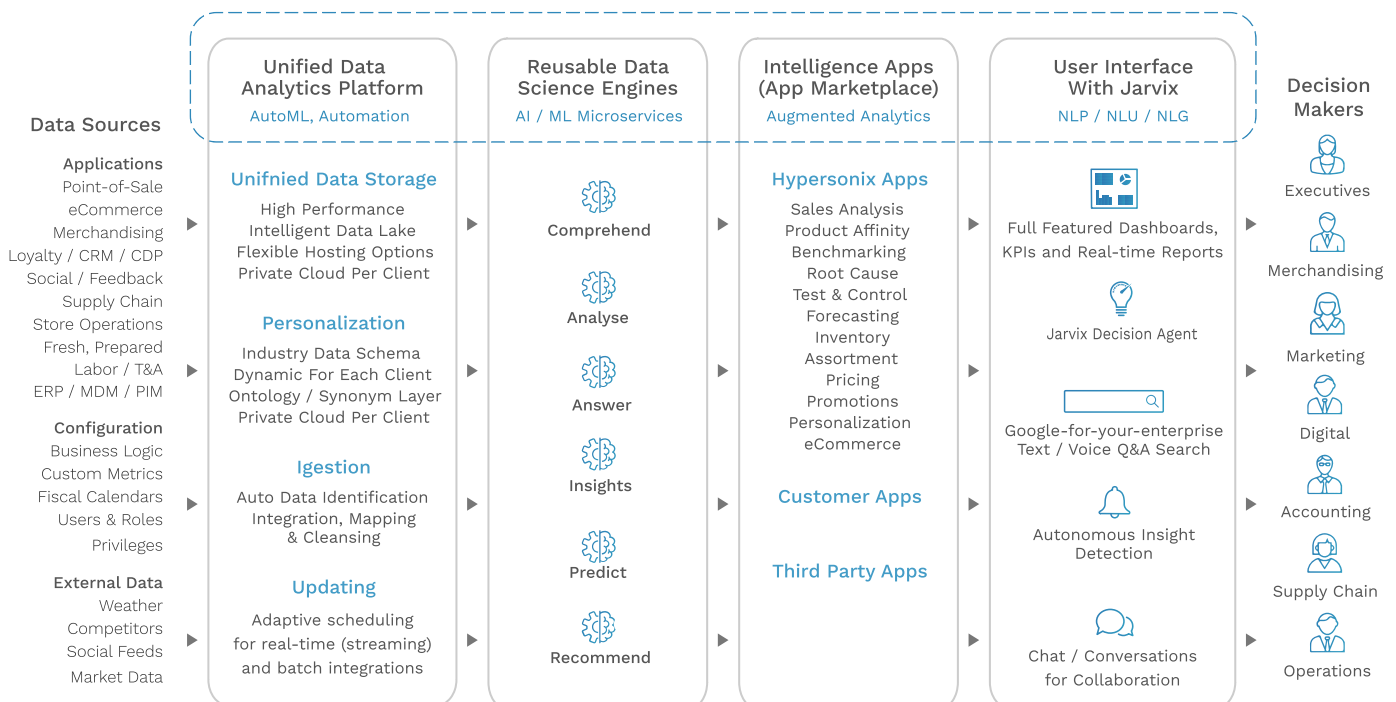 Data Sources
Applications
Point-of-Sale
eCommerce
Merchandising
Loyalty / CRM / CDP
Social / Feedback
Supply Chain
Store Operations
Fresh, Prepared
Labor / T&A
ERP / MDM / PIM
Configuration
Business Logic
Custom Metrics
Fiscal Calendars
Users & Roles
Privileges
External Data
Weather
Competitors
Social Feeds
Market Data
Unified Data
Analytics Platform
AutoML, Automation
Unifnied Data Storage
High Performance
Intelligent Data Lake
Flexible Hosting Options
Private Cloud Per Client
Personalization
Industry Data Schema
Dynamic For Each Client
Ontology / Synonym Layer
Private Cloud Per Client
Igestion
Auto Data Identification
Integration, Mapping
& Cleansing
Updating
Adaptive scheduling
for real-time (streaming)
and batch integrations
Reusable Data
Science Engines
AI / ML Microservices
Comprehend
Analyse
Answer
Insights
Predict
Recommend
Intelligence Apps
(App Marketplace)
Augmented Analytics
Hypersonix Apps
Sales Analysis
Product Affinity
Benchmarking
Root Cause
Test & Control
Forecasting
Inventory
Assortment
Pricing
Promotions
Personalization
eCommerce
Customer Apps
Third Party Apps
User Interface
With Jarvix
NLP / NLU / NLG
Full Featured Dashboards,
KPIs and Real-time Reports
Jarvix Decision Agent
Google-for-your-enterprise
Text / Voice Q&A Search
Autonomous Insight
Detection
Chat / Conversations
for Collaboration
Decision
Makers
Executives
Merchandising
Marketing
Digital
Accounting
Supply Chain
Operations